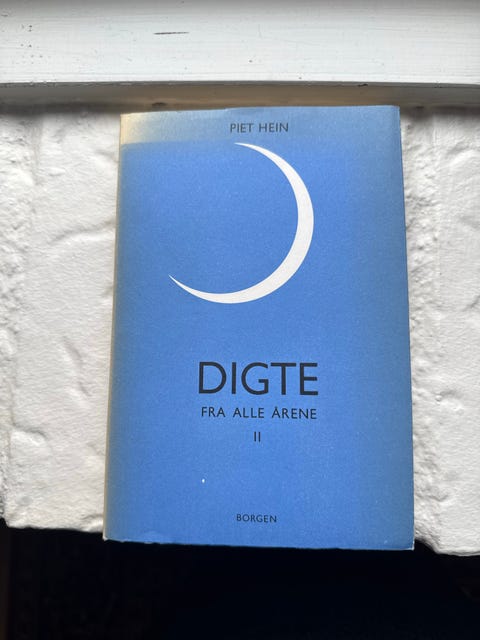 PIET HEIN
DIGTE
FRA ALLE ÅRENE
II
BORGEN